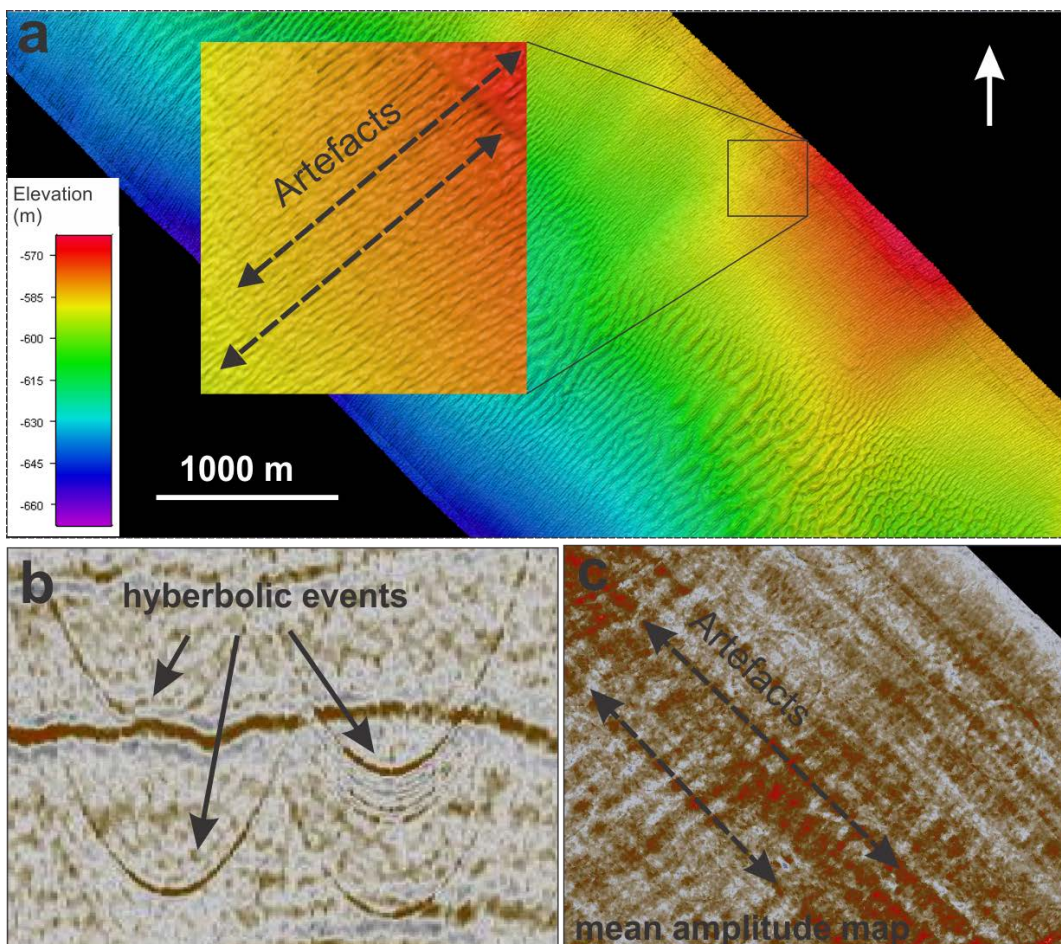 a
Artefacts
Elevation
(m)
-570
-585
-600
-615
-630
-645
-660
1000 m
b
hyberbolic events
c
Artefacts
mean amplitude map